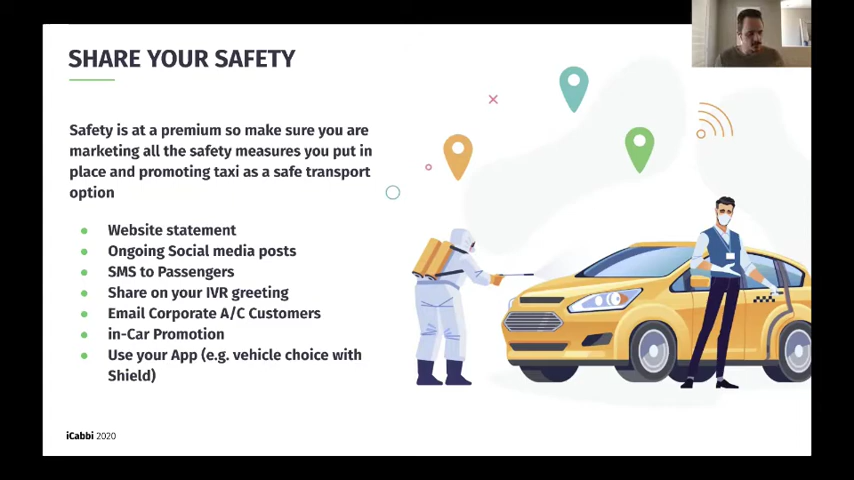 SHARE YOUR SAFETY
Safety is at a premium so make sure you are
marketing all the safety measures you put in
place and promoting taxi as a safe transport
option
Website statement
Ongoing Social media posts
SMS to Passengers
Share on your IVR greeting
Email Corporate A/C Customers
in-Car Promotion
Use your App (e.g. vehicle choice with
Shield)
iCabbi 2020